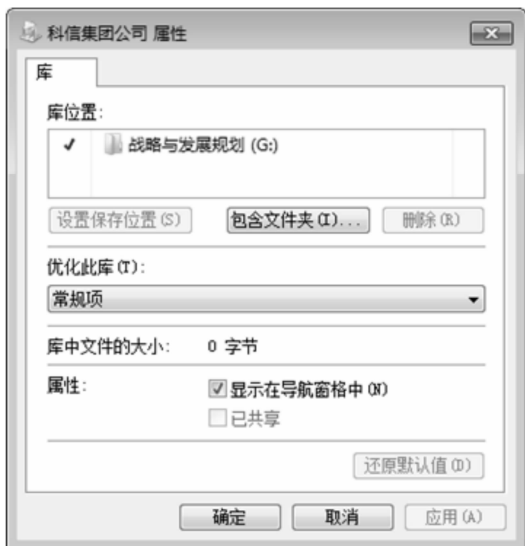 科信集团公司 属性
库
库位置:
✓ 战略与发展规划 (G:)
设置保存位置(S) 包含文件夹(I)... 删除(R)
优化此库(T):
常规项
库中文件的大小: 0 字节
属性: ✓ 显示在导航窗格中(N)
已共享
还原默认值(D)
确定 取消 应用(A)